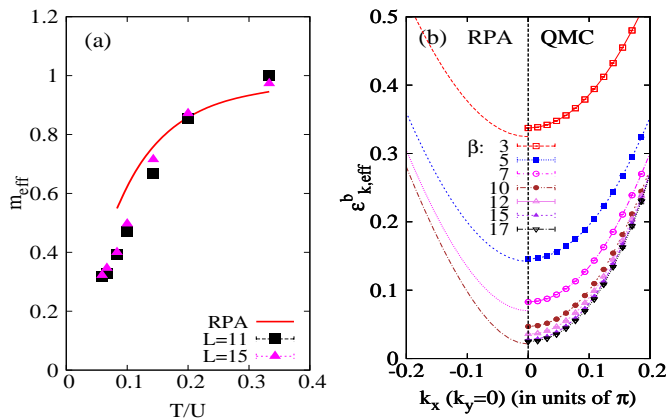 (a)
m_eff
1
0.8
0.6
0.4
0.2
0
0 0.1 0.2 0.3 0.4
T/U
RPA
L=11
L=15
(b) RPA QMC
ε^b_k,eff
0.5
0.4
0.3
0.2
0.1
0
β: 3
5
7
10
12
15
17
-0.2 -0.1 0 0.1 0.2
k_x (k_y=0) (in units of π)